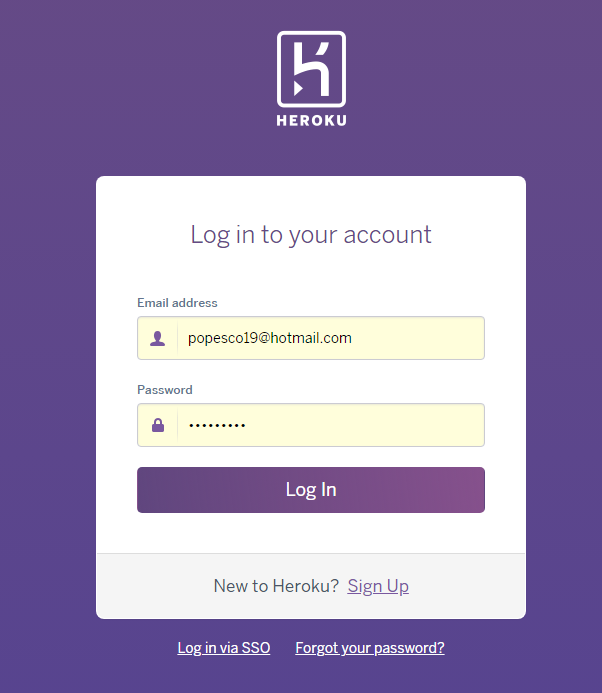 HEROKU
Log in to your account
Email address
popesco19@hotmail.com
Password
•••••••••
Log In
New to Heroku? Sign Up
Log in via SSO Forgot your password?